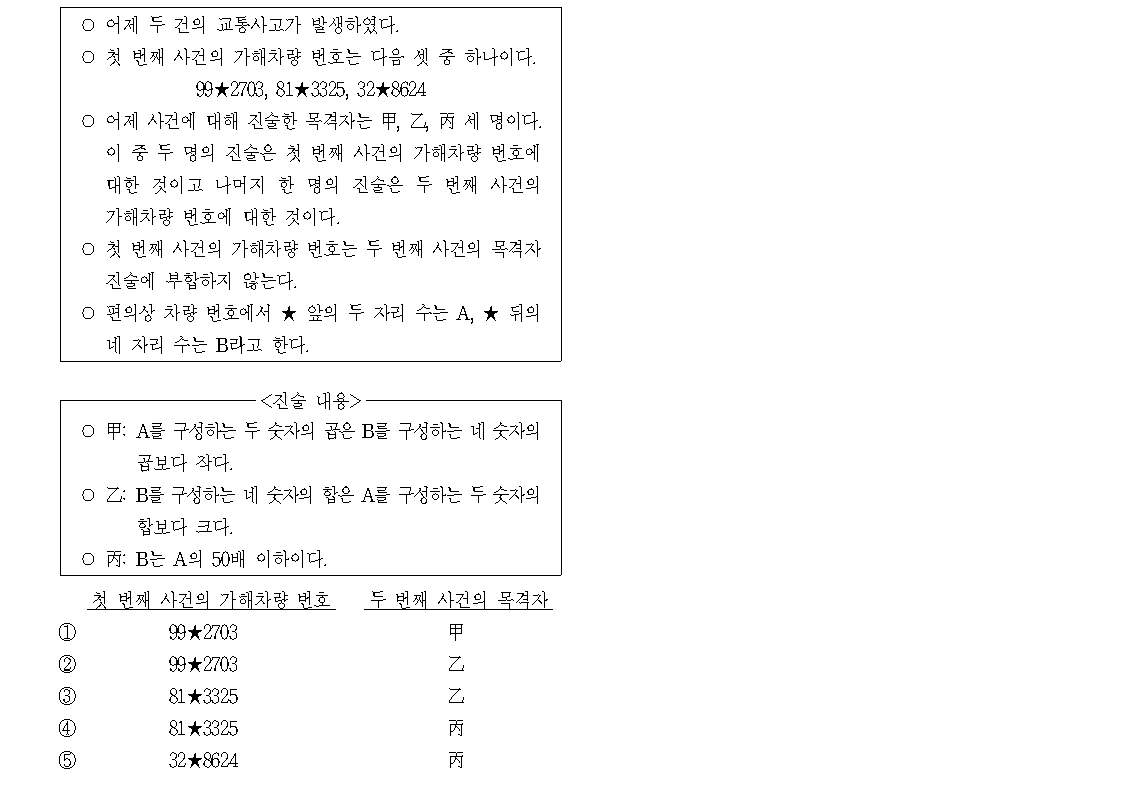 ○ 어제 두 건의 교통사고가 발생하였다.
○ 첫 번째 사건의 가해차량 번호는 다음 셋 중 하나이다.
99★2703, 81★3325, 32★8624
○ 어제 사건에 대해 진술한 목격자는 甲, 乙, 丙 세 명이다.
이 중 두 명의 진술은 첫 번째 사건의 가해차량 번호에
대한 것이고 나머지 한 명의 진술은 두 번째 사건의
가해차량 번호에 대한 것이다.
○ 첫 번째 사건의 가해차량 번호는 두 번째 사건의 목격자
진술에 부합하지 않는다.
○ 편의상 차량 번호에서 ★ 앞의 두 자리 수는 A, ★ 뒤의
네 자리 수는 B라고 한다.
<진술 내용>
○ 甲: A를 구성하는 두 숫자의 곱은 B를 구성하는 네 숫자의
곱보다 작다.
○ 乙: B를 구성하는 네 숫자의 합은 A를 구성하는 두 숫자의
합보다 크다.
○ 丙: B는 A의 50배 이하이다.
첫 번째 사건의 가해차량 번호 두 번째 사건의 목격자
① 99★2703 甲
② 99★2703 乙
③ 81★3325 乙
④ 81★3325 丙
⑤ 32★8624 丙